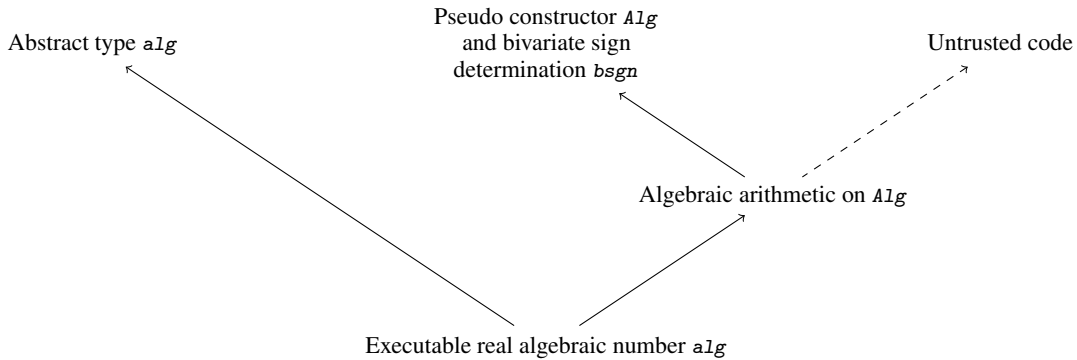 Abstract type alg
Pseudo constructor Alg
and bivariate sign
determination bsgn
Untrusted code
Algebraic arithmetic on Alg
Executable real algebraic number alg